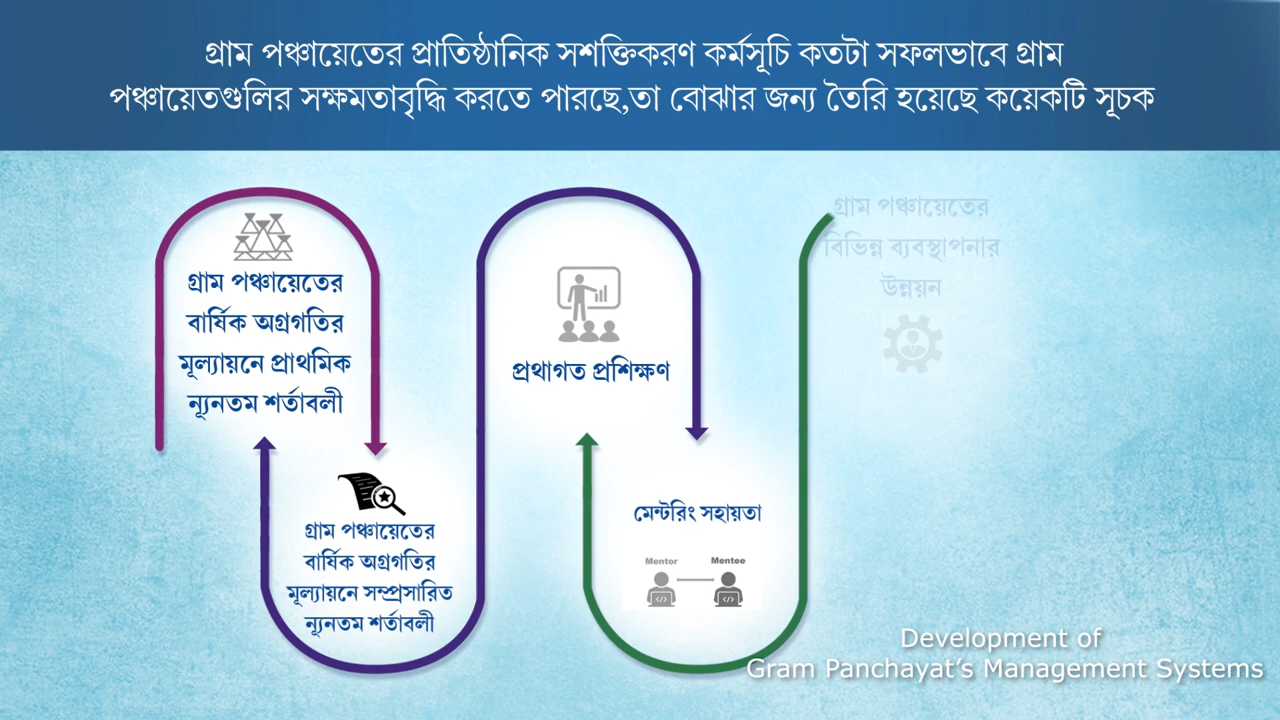 গ্রাম পঞ্চায়েতের প্রাতিষ্ঠানিক সশক্তিকরণ কর্মসূচি কতটা সফলভাবে গ্রাম
পঞ্চায়েতগুলির সক্ষমতাবৃদ্ধি করতে পারছে,তা বোঝার জন্য তৈরি হয়েছে কয়েকটি সূচক
গ্রাম পঞ্চায়েতের
বার্ষিক অগ্রগতির
মূল্যায়নে প্রাথমিক
ন্যূনতম শর্তাবলী
গ্রাম পঞ্চায়েতের
বার্ষিক অগ্রগতির
মূল্যায়নে সম্প্রসারিত
ন্যূনতম শর্তাবলী
প্রথাগত প্রশিক্ষণ
মেন্টরিং সহায়তা
Mentor Mentee
গ্রাম পঞ্চায়েতের
বিভিন্ন ব্যবস্থাপনার
উন্নয়ন
Development of
Gram Panchayat's Management Systems